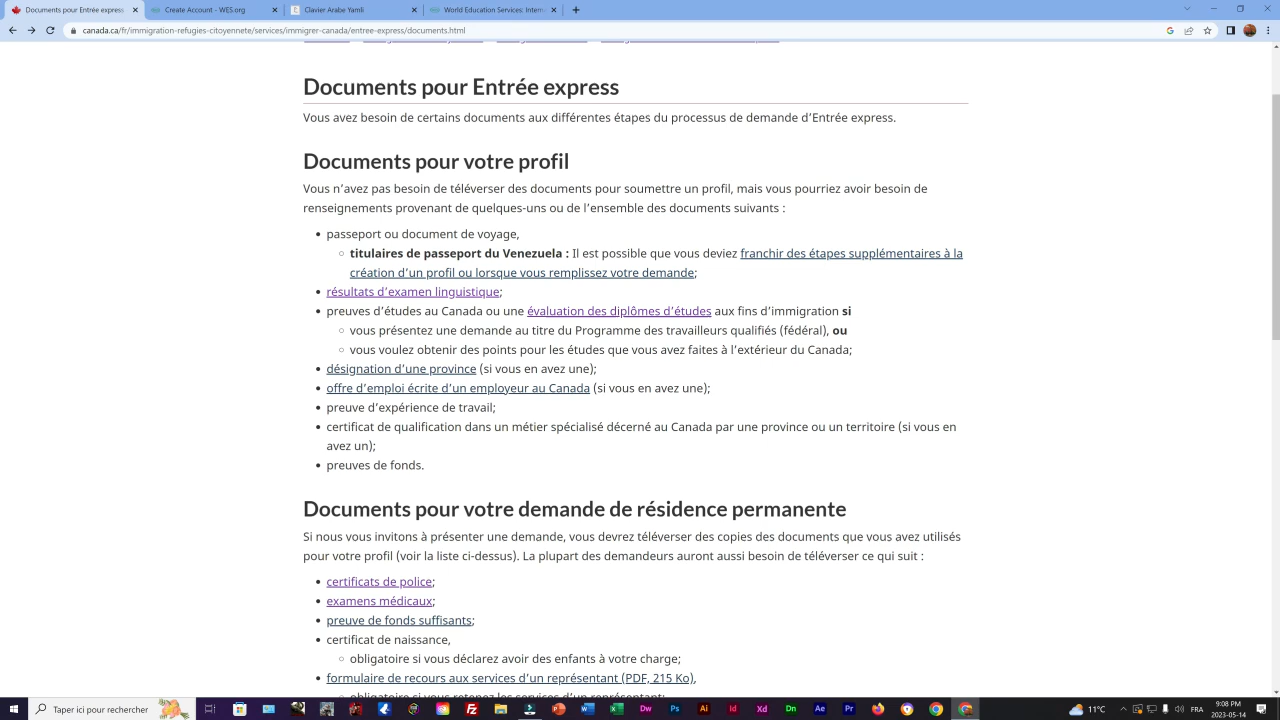 Documents pour Entrée express
Create Account - WES.org
Clavier Arabe Yamli
World Education Services: Intern
canada.ca/fr/immigration-refugies-citoyennete/services/immigrer-canada/entree-express/documents.html
Documents pour Entrée express
Vous avez besoin de certains documents aux différentes étapes du processus de demande d’Entrée express.
Documents pour votre profil
Vous n’avez pas besoin de téléverser des documents pour soumettre un profil, mais vous pourriez avoir besoin de
renseignements provenant de quelques-uns ou de l’ensemble des documents suivants :
passeport ou document de voyage,
titulaires de passeport du Venezuela : Il est possible que vous deviez franchir des étapes supplémentaires à la
création d’un profil ou lorsque vous remplissez votre demande;
résultats d’examen linguistique;
preuves d’études au Canada ou une évaluation des diplômes d’études aux fins d’immigration si
vous présentez une demande au titre du Programme des travailleurs qualifiés (fédéral), ou
vous voulez obtenir des points pour les études que vous avez faites à l’extérieur du Canada;
désignation d’une province (si vous en avez une);
offre d’emploi écrite d’un employeur au Canada (si vous en avez une);
preuve d’expérience de travail;
certificat de qualification dans un métier spécialisé décerné au Canada par une province ou un territoire (si vous en
avez un);
preuves de fonds.
Documents pour votre demande de résidence permanente
Si nous vous invitons à présenter une demande, vous devrez téléverser des copies des documents que vous avez utilisés
pour votre profil (voir la liste ci-dessus). La plupart des demandeurs auront aussi besoin de téléverser ce qui suit :
certificats de police;
examens médicaux;
preuve de fonds suffisants;
certificat de naissance,
obligatoire si vous déclarez avoir des enfants à votre charge;
formulaire de recours aux services d’un représentant (PDF, 215 Ko),
obligatoire si vous retenez les services d’un représentant;
Taper ici pour rechercher
11°C
FRC
9:08 PM
2023-05-14